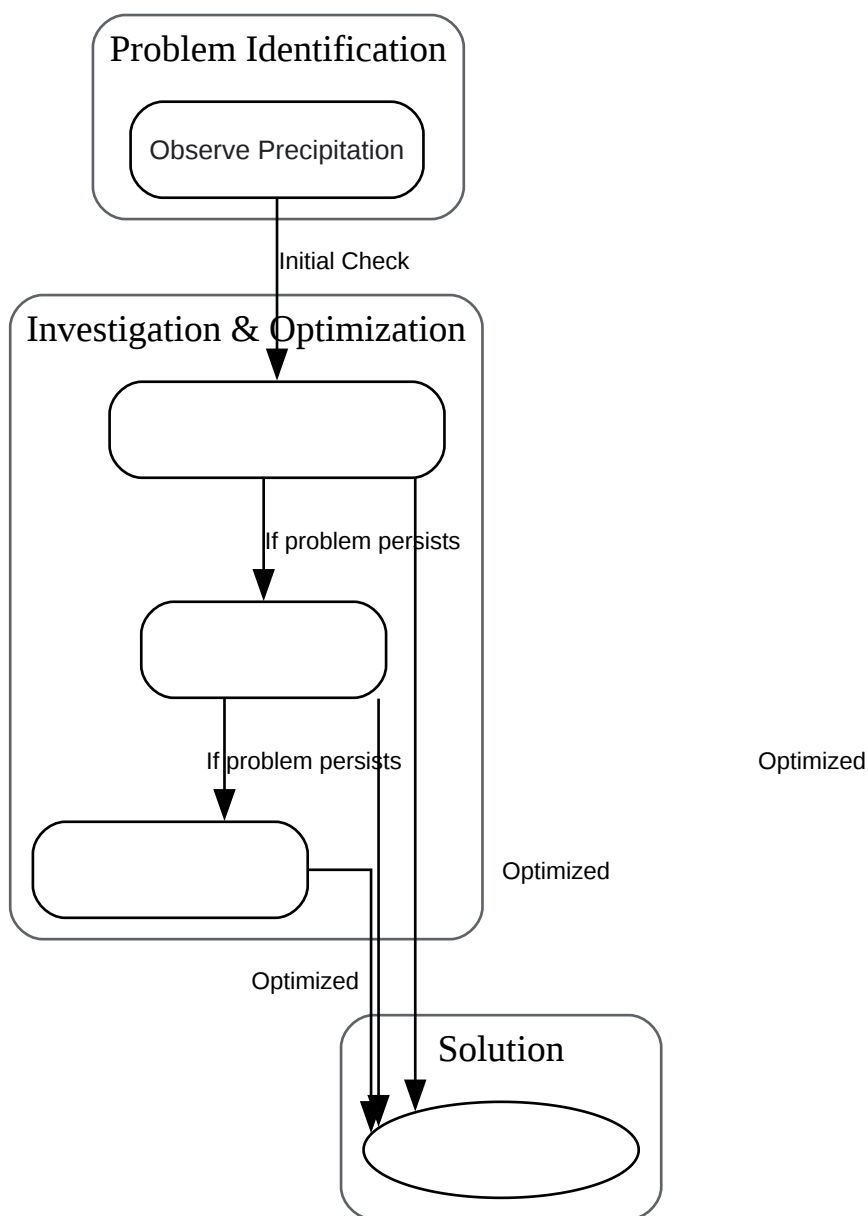 Problem Identification
Observe Precipitation
Initial Check
Investigation & Optimization
If problem persists
If problem persists
Optimized
Optimized
Optimized
Solution